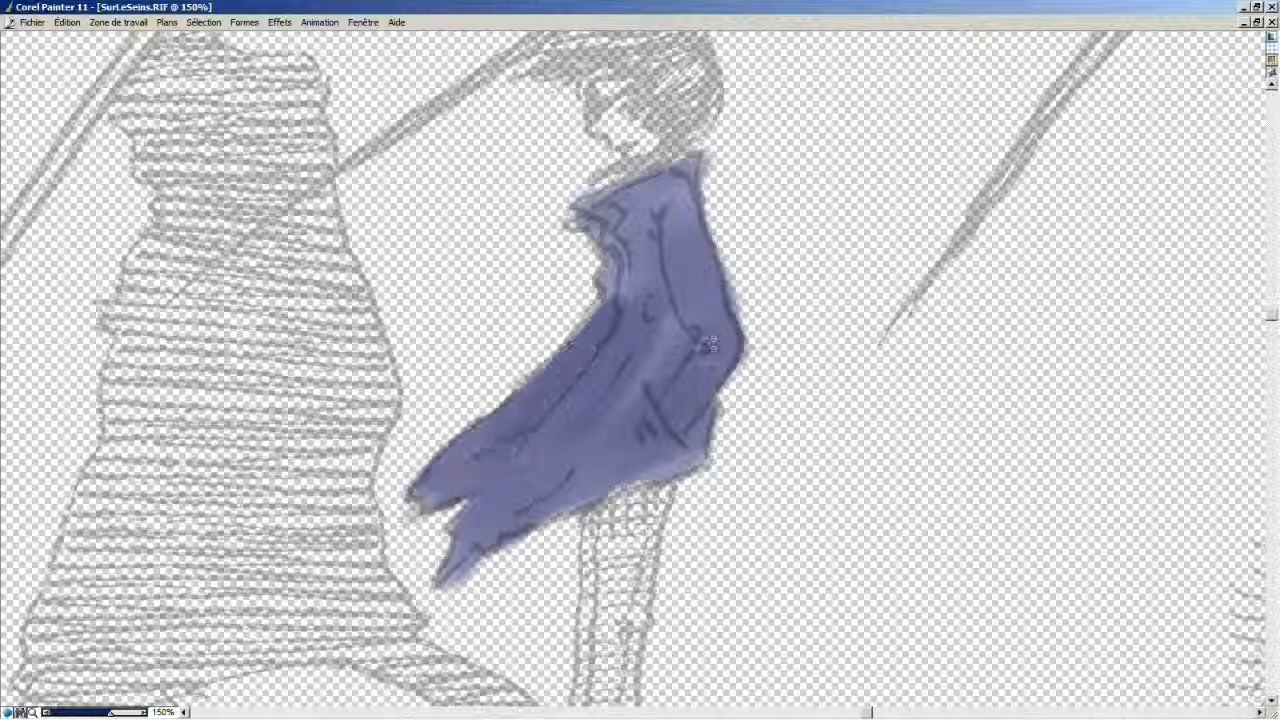 Corel Painter 11 - [SurLeSeins.RIF @ 150%]
Fichier Édition Zone de travail Plans Sélection Formes Effets Animation Fenêtre Aide
150%